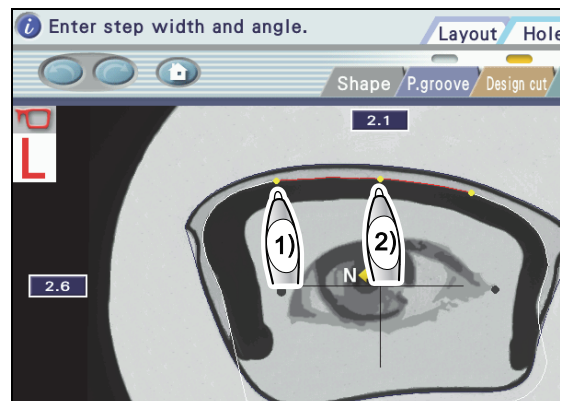 i Enter step width and angle.
Layout Hole
Shape P.groove Design cut
2.1
L
1) 2)
N
2.6